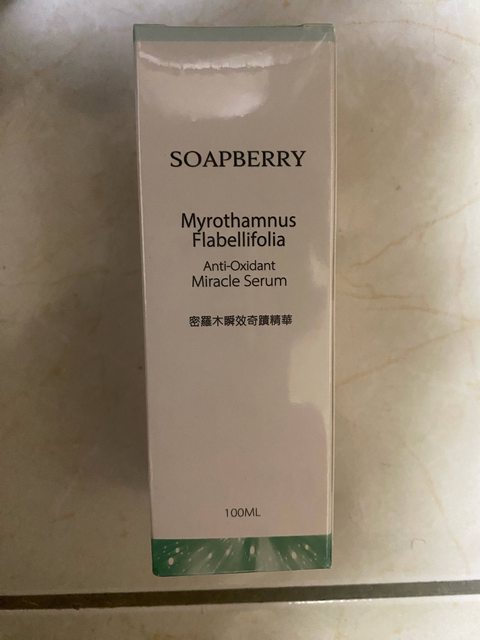 SOAPBERRY
Myrothamnus
Flabellifolia
Anti-Oxidant
Miracle Serum
密羅木瞬效奇蹟精華
100ML